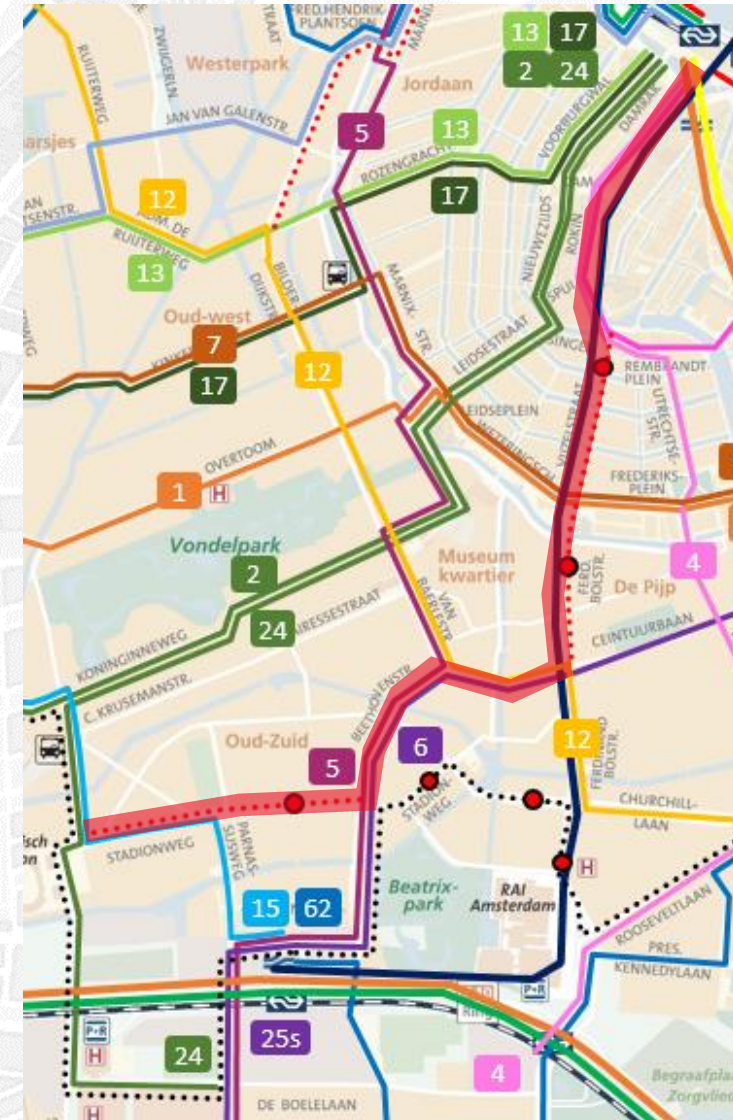 FRED.HENDRIK
PLANTSOEN
13 17
2 24
Westerpark
Jordaan
JAN VAN GALENSTR.
5
13
ROZENGRACHT
17
DAMRAK
12
ADM. DE
RUIJTERWEG
13
BILDER
DIJKSTR.
NIEUWEZIJDS
VOORBURGWAL
ROKIN
SPUI
Oud-west
7
17
12
MARNIX-
STR.
LEIDSESTRAAT
SINGEL
REMBRANDT
PLEIN
LEIDSEPLEIN
UTRECHTSE-
STR.
VIJZELSTRAAT
WETERINGSCH
OVERTOOM
1 H
FREDERIKS-
PLEIN
Vondelpark
2
24
Museum
kwartier
FERD.
BOLSTR.
De Pijp
4
VAN
BAERLESTR.
CEINTUURBAAN
KONINGINNEWEG
C. KRUSEMANSTR.
BEETHOVENSTR.
Oud-Zuid
5
6
12
FERDINAND
BOLSTR.
STADION-
WEG
CHURCHILL-
LAAN
STADIONWEG
PARNAS-
SUSWEG
H
15 62
Beatrix-
park
RAI
Amsterdam
ROOSEVELTLAAN
PRES.
KENNEDYLAAN
P+R
P+R
H
24
25s
4
H
DE BOELELAAN